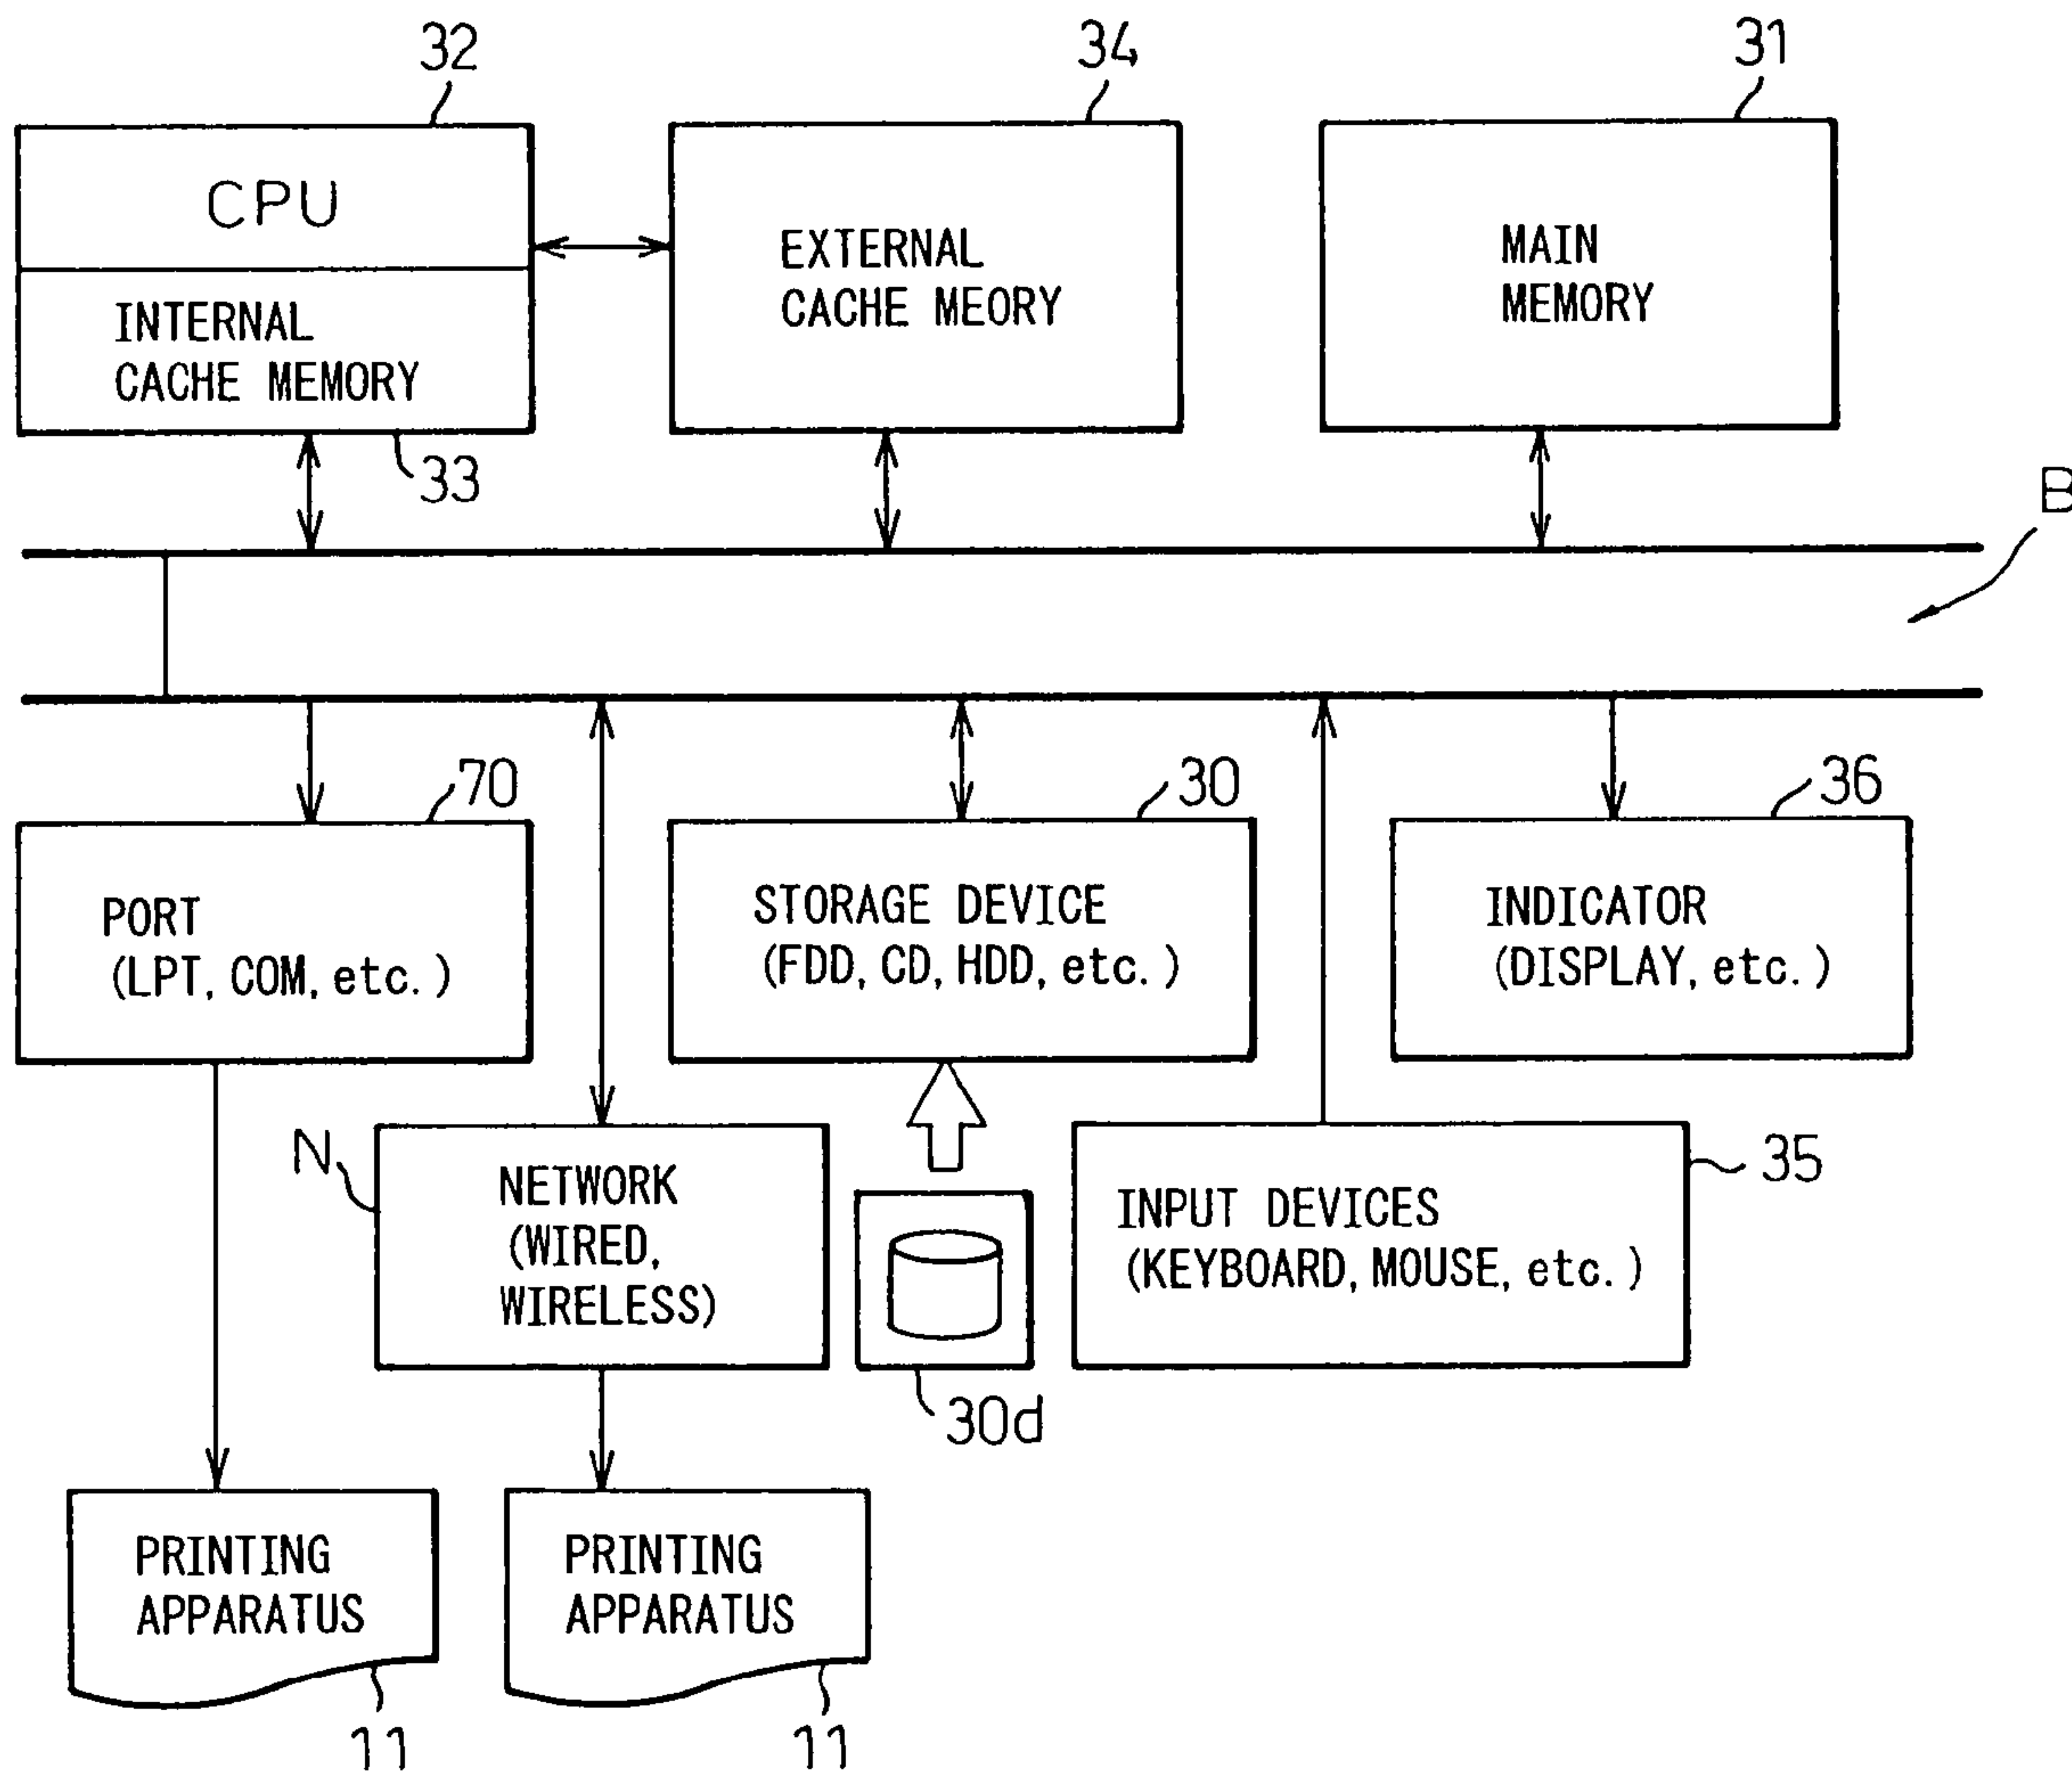 32
34
31
CPU
INTERNAL
CACHE MEMORY
33
EXTERNAL
CACHE MEORY
MAIN
MEMORY
B
70
30
36
PORT
(LPT, COM, etc.)
STORAGE DEVICE
(FDD, CD, HDD, etc.)
INDICATOR
(DISPLAY, etc.)
N
NETWORK
(WIRED,
WIRELESS)
30d
INPUT DEVICES
(KEYBOARD, MOUSE, etc.)
35
PRINTING
APPARATUS
11
PRINTING
APPARATUS
11